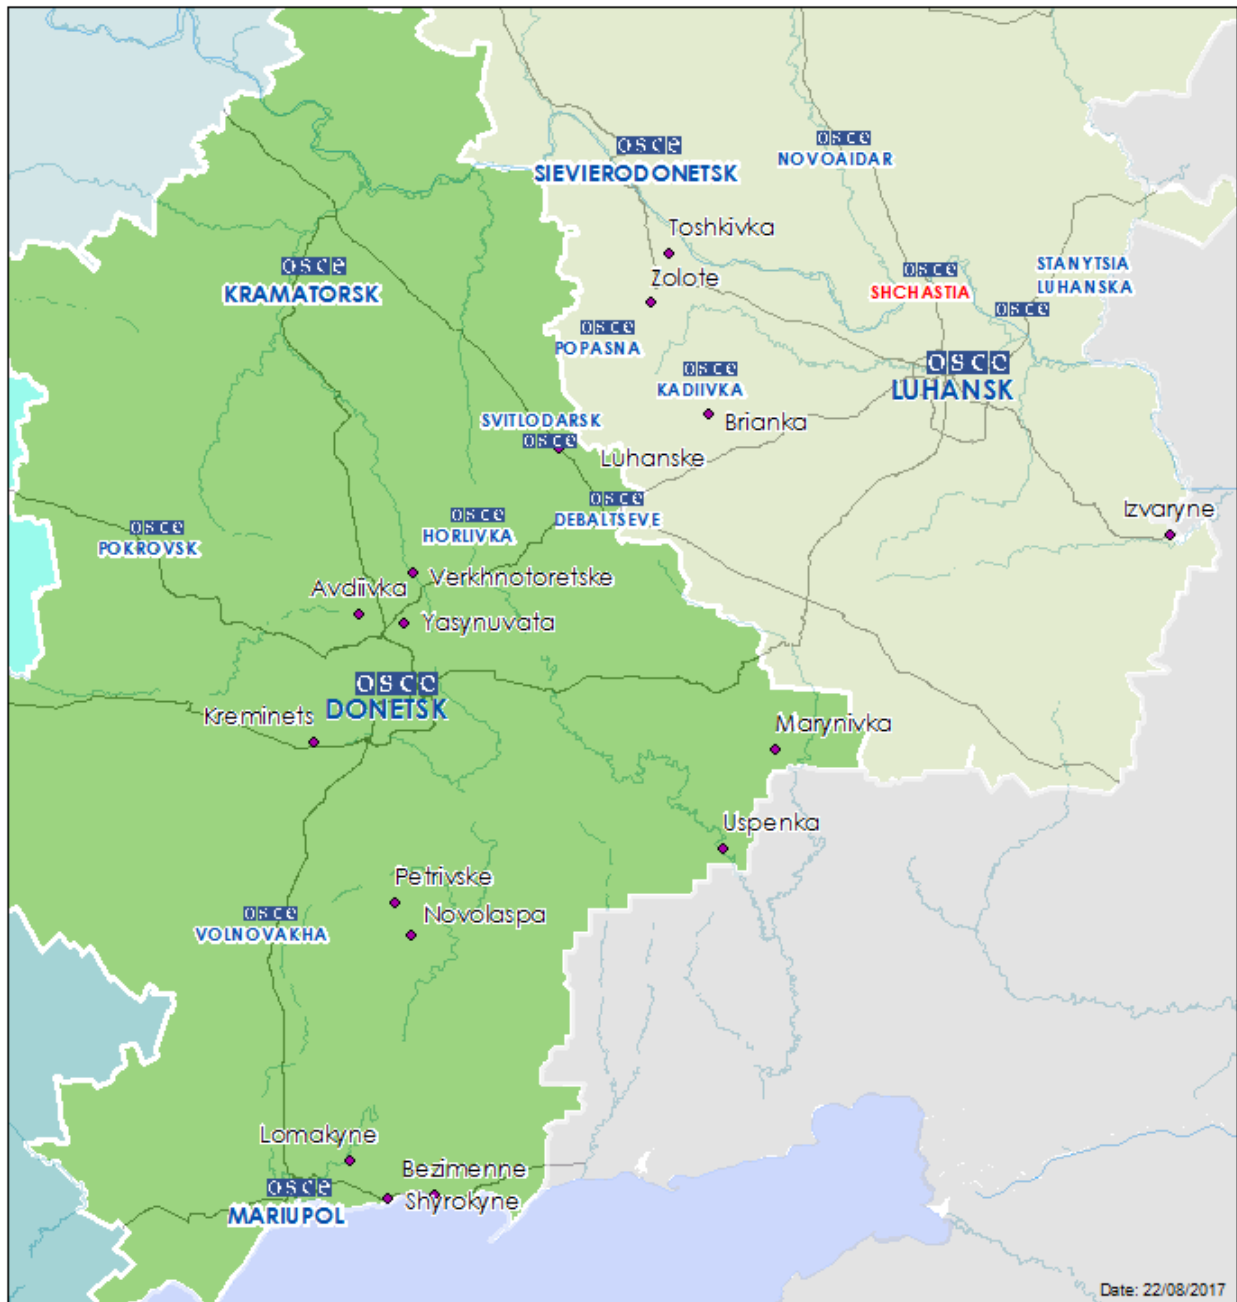 osce
NOVOAIDAR
osce
SIEVIERODONETSK
Toshkivka
osce
KRAMATORSK
Zolote
osce
SHCHASTIA
STANYTSIA
LUHANSKA
osce
osce
POPASNA
osce
LUHANSK
osce
KADIIVKA
Brianka
SVITLODARSK
osce
Luhanske
osce
DEBALTSEVE
osce
HORLIVKA
osce
POKROVSK
Izvaryne
Verkhnotoretske
Avdiivka
Yasynuvata
osce
DONETSK
Kreminets
Marynivka
Uspenka
Petrivske
Novolaspa
osce
VOLNOVAKHA
Lomakyne
Bezimenne
Shyrokyne
osce
MARIUPOL
Date: 22/08/2017